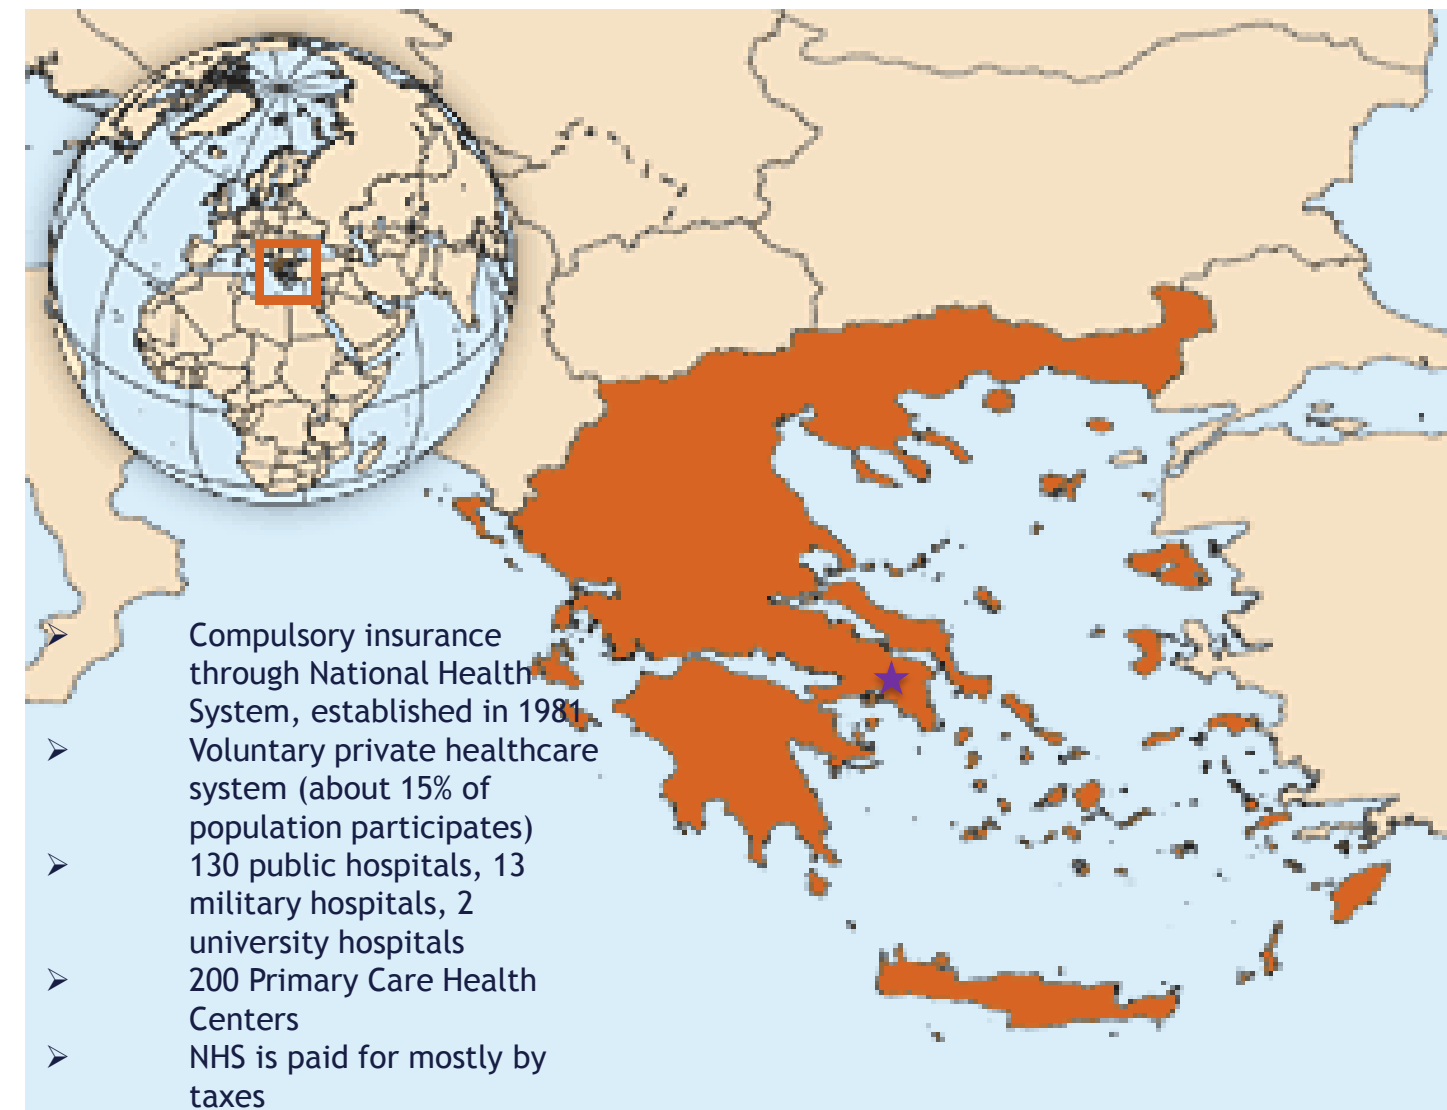 ➢ Compulsory insurance
through National Health
System, established in 1981
➢ Voluntary private healthcare
system (about 15% of
population participates)
➢ 130 public hospitals, 13
military hospitals, 2
university hospitals
➢ 200 Primary Care Health
Centers
➢ NHS is paid for mostly by
taxes